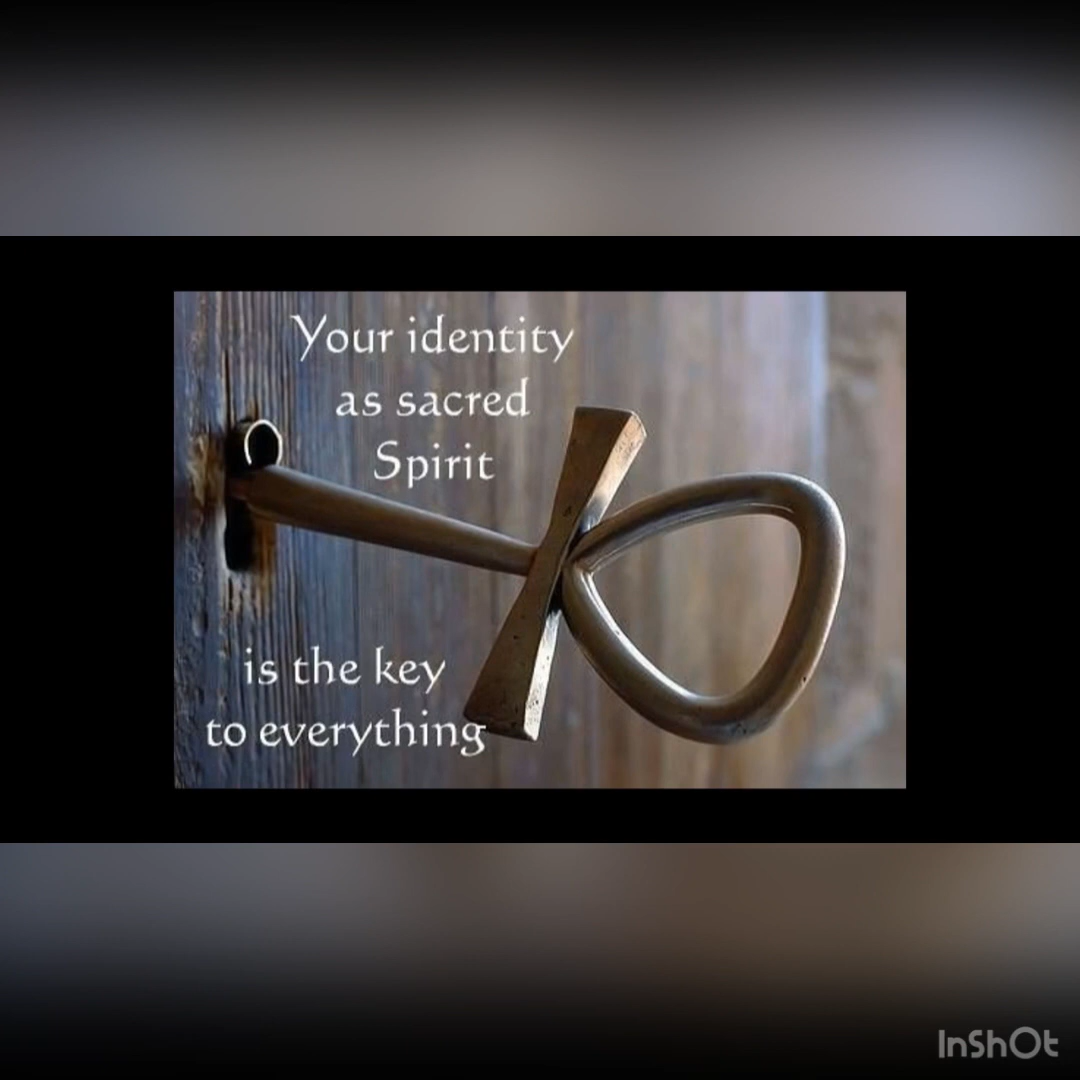 Your identity
as sacred
Spirit
is the key
to everything
InShOt